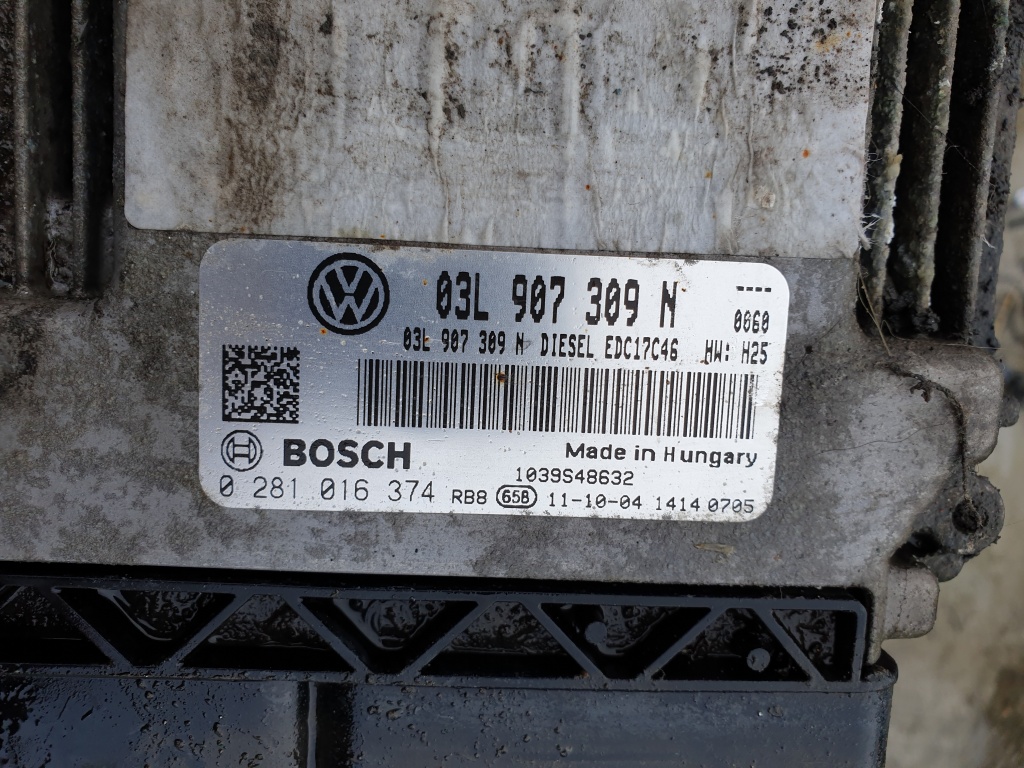 03L 907 309 N ----
0060
03L 907 309 N DIESEL EDC17C46 HW: H25
BOSCH Made in Hungary
1039S48632
0 281 016 374 RB8 658 11-10-04 1414 0705